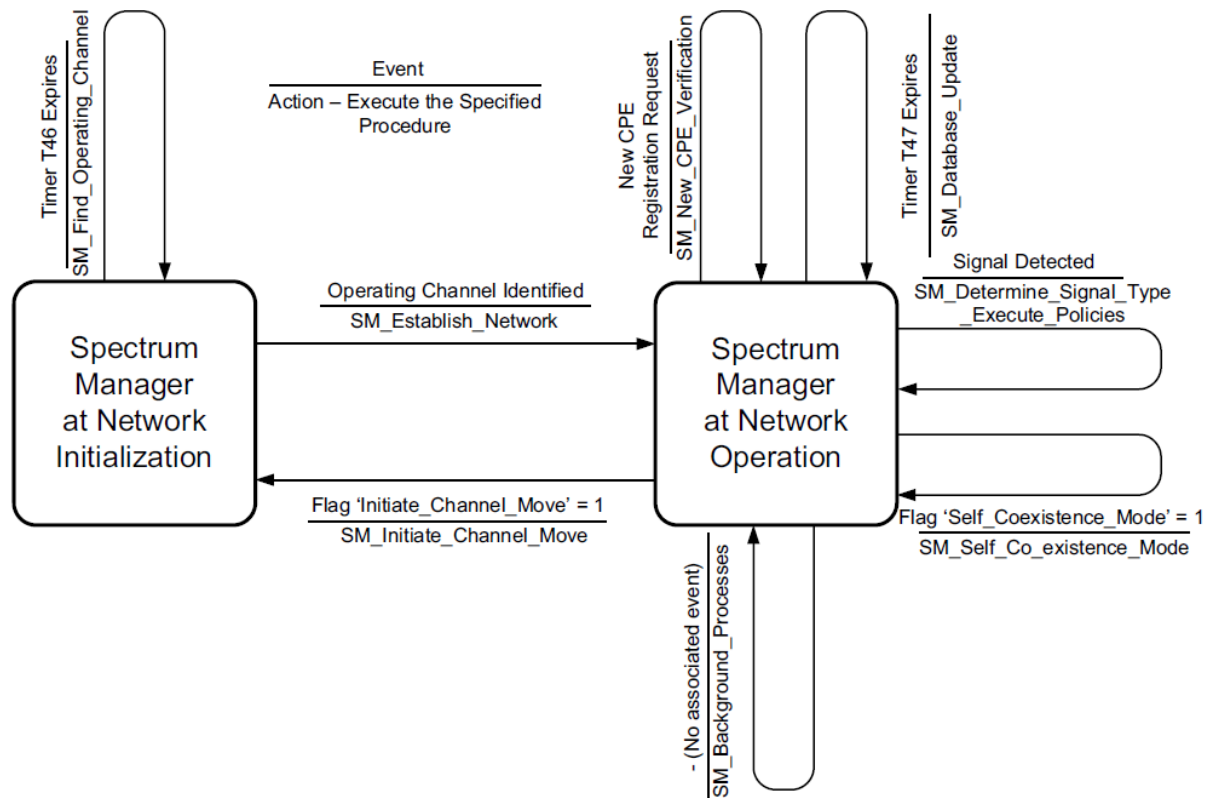 Timer T46 Expires
SM_Find_Operating_Channel
Event
Action – Execute the Specified
Procedure
New CPE
Registration Request
SM_New_CPE_Verification
Timer T47 Expires
SM_Database_Update
Signal Detected
SM_Determine_Signal_Type
_Execute_Policies
Operating Channel Identified
SM_Establish_Network
Spectrum
Manager
at Network
Initialization
Spectrum
Manager
at Network
Operation
Flag ‘Initiate_Channel_Move’ = 1
SM_Initiate_Channel_Move
Flag ‘Self_Coexistence_Mode’ = 1
SM_Self_Co_existence_Mode
- (No associated event)
SM_Background_Processes